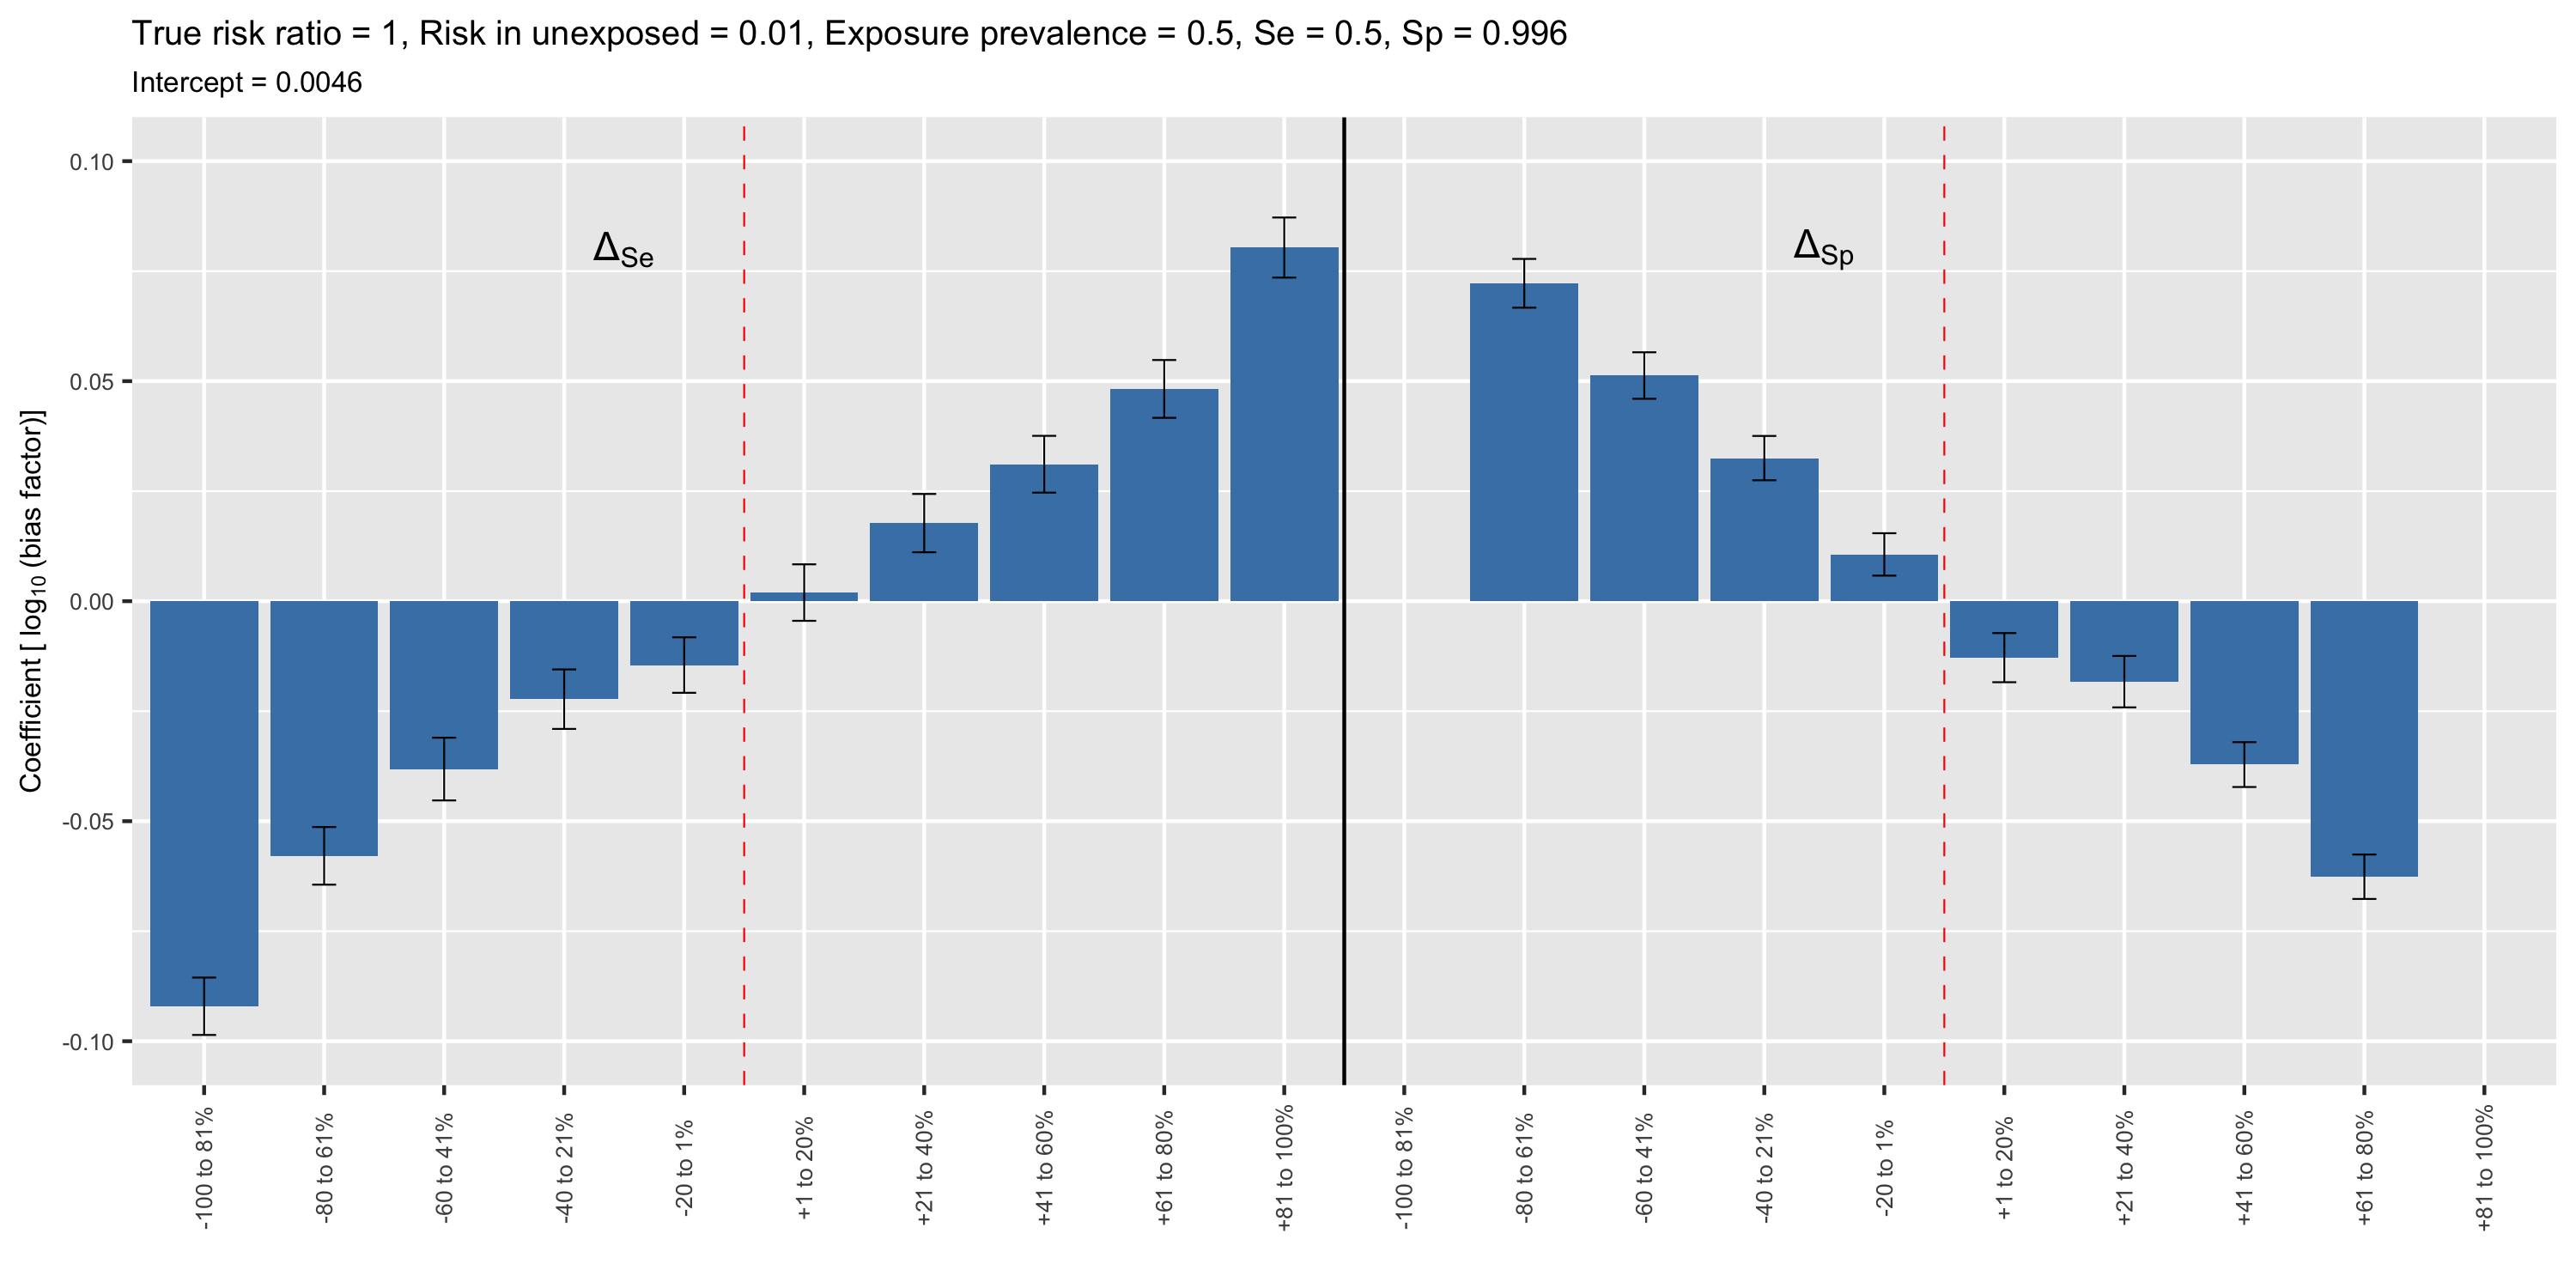 True risk ratio = 1, Risk in unexposed = 0.01, Exposure prevalence = 0.5, Se = 0.5, Sp = 0.996
Intercept = 0.0046
Coefficient [ log10 (bias factor)]
0.10
0.05
0.00
-0.05
-0.10
ΔSe
ΔSp
-100 to 81%
-80 to 61%
-60 to 41%
-40 to 21%
-20 to 1%
+1 to 20%
+21 to 40%
+41 to 60%
+61 to 80%
+81 to 100%
-100 to 81%
-80 to 61%
-60 to 41%
-40 to 21%
-20 to 1%
+1 to 20%
+21 to 40%
+41 to 60%
+61 to 80%
+81 to 100%